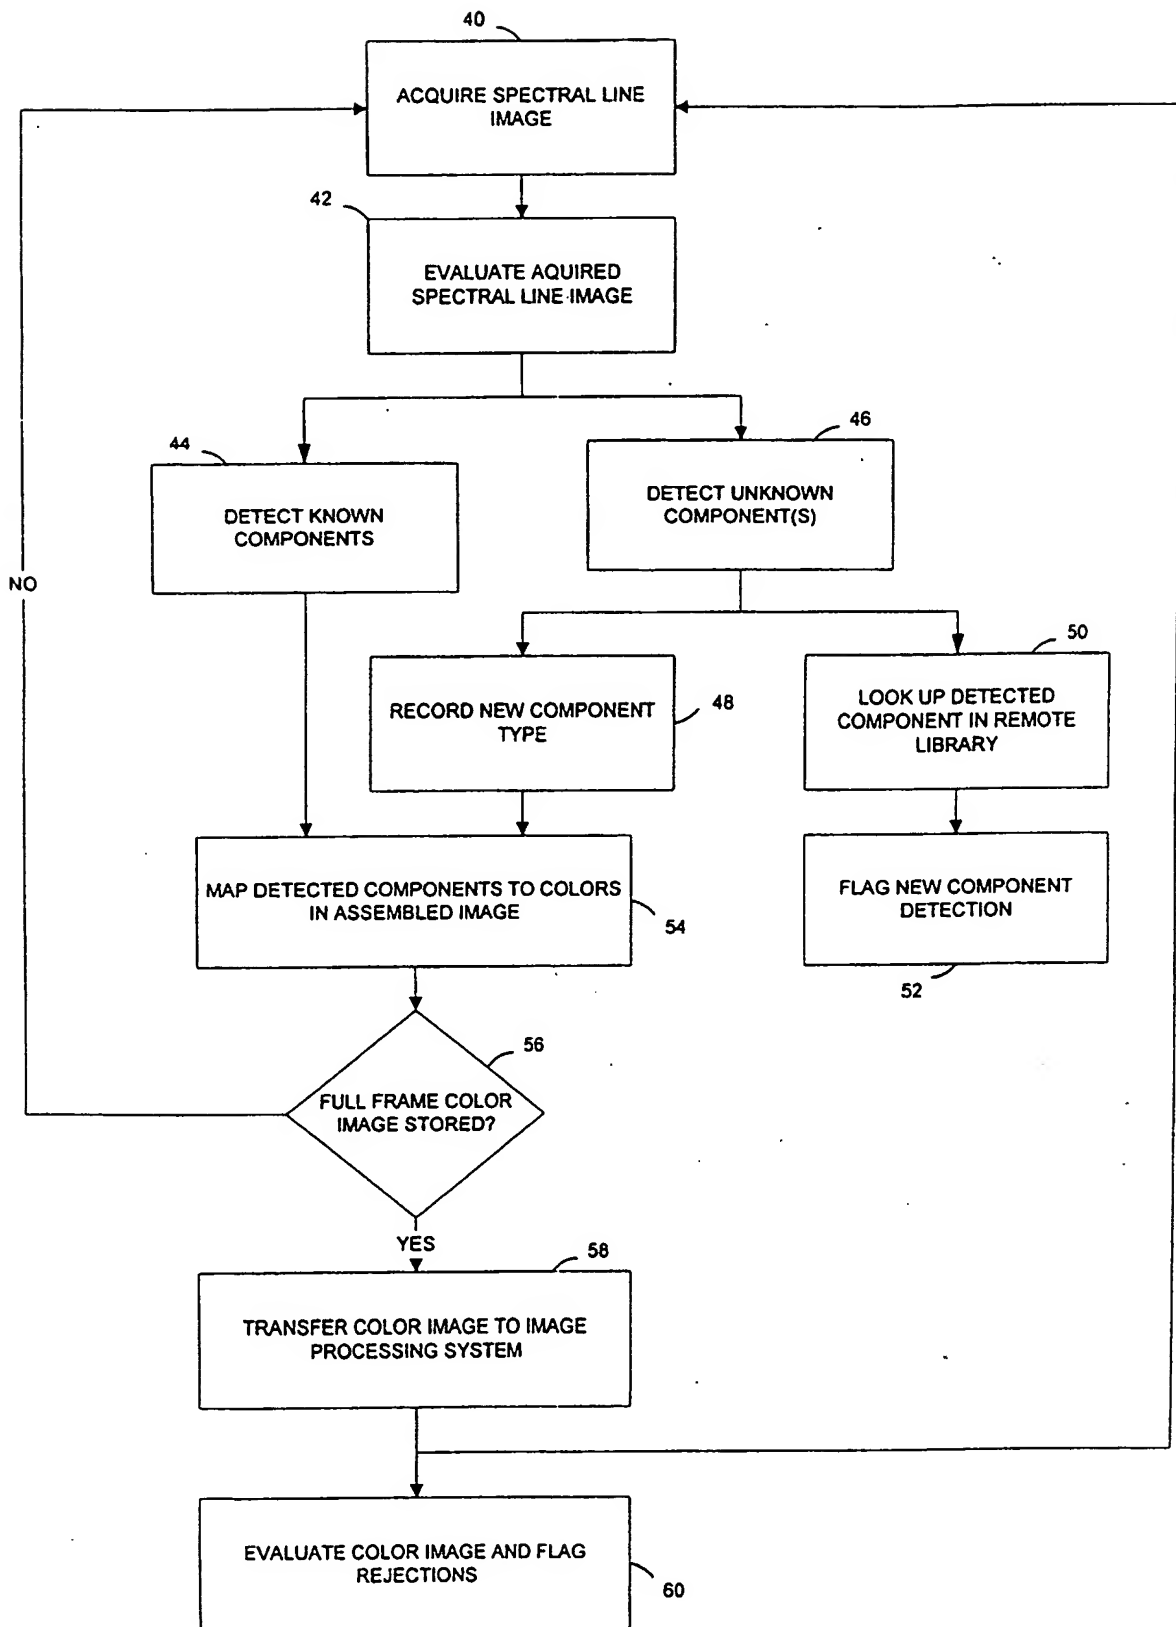 40
ACQUIRE SPECTRAL LINE
IMAGE
42
EVALUATE AQUIRED
SPECTRAL LINE IMAGE
44
DETECT KNOWN
COMPONENTS
46
DETECT UNKNOWN
COMPONENT(S)
NO
RECORD NEW COMPONENT
TYPE
48
50
LOOK UP DETECTED
COMPONENT IN REMOTE
LIBRARY
MAP DETECTED COMPONENTS TO COLORS
IN ASSEMBLED IMAGE
54
FLAG NEW COMPONENT
DETECTION
52
56
FULL FRAME COLOR
IMAGE STORED?
YES
58
TRANSFER COLOR IMAGE TO IMAGE
PROCESSING SYSTEM
EVALUATE COLOR IMAGE AND FLAG
REJECTIONS
60